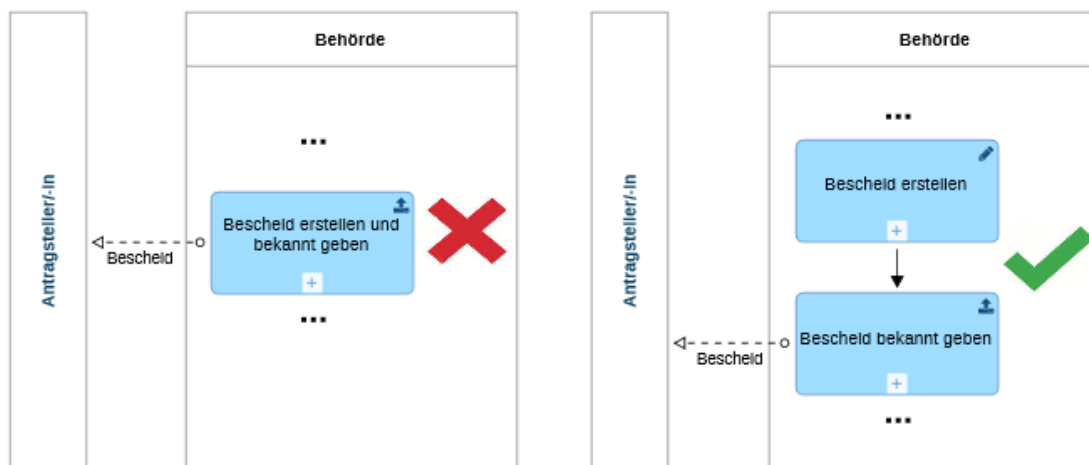 Behörde
Antragsteller/-in
...
Bescheid erstellen und
bekannt geben
+
Bescheid
...
Behörde
Antragsteller/-in
...
Bescheid erstellen
+
Bescheid bekannt geben
+
Bescheid
...